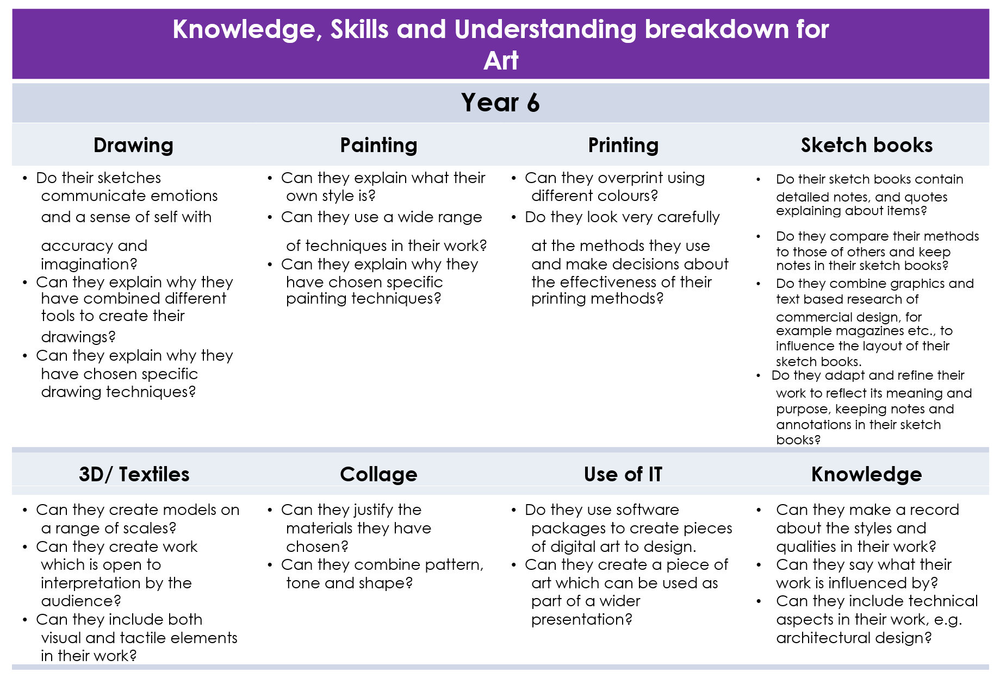 Knowledge, Skills and Understanding breakdown for
Art
Year 6
Drawing
• Do their sketches
communicate emotions
and a sense of self with
accuracy and
imagination?
• Can they explain why they
have combined different
tools to create their
drawings?
• Can they explain why they
have chosen specific
drawing techniques?
Painting
• Can they explain what their
own style is?
• Can they use a wide range
of techniques in their work?
• Can they explain why they
have chosen specific
painting techniques?
Printing
• Can they overprint using
different colours?
• Do they look very carefully
at the methods they use
and make decisions about
the effectiveness of their
printing methods?
Sketch books
• Do their sketch books contain
detailed notes, and quotes
explaining about items?
• Do they compare their methods
to those of others and keep
notes in their sketch books?
• Do they combine graphics and
text based research of
commercial design, for
example magazines etc., to
influence the layout of their
sketch books.
• Do they adapt and refine their
work to reflect its meaning and
purpose, keeping notes and
annotations in their sketch
books?
3D/ Textiles
• Can they create models on
a range of scales?
• Can they create work
which is open to
interpretation by the
audience?
• Can they include both
visual and tactile elements
in their work?
Collage
• Can they justify the
materials they have
chosen?
• Can they combine pattern,
tone and shape?
Use of IT
• Do they use software
packages to create pieces
of digital art to design.
• Can they create a piece of
art which can be used as
part of a wider
presentation?
Knowledge
• Can they make a record
about the styles and
qualities in their work?
• Can they say what their
work is influenced by?
• Can they include technical
aspects in their work, e.g.
architectural design?